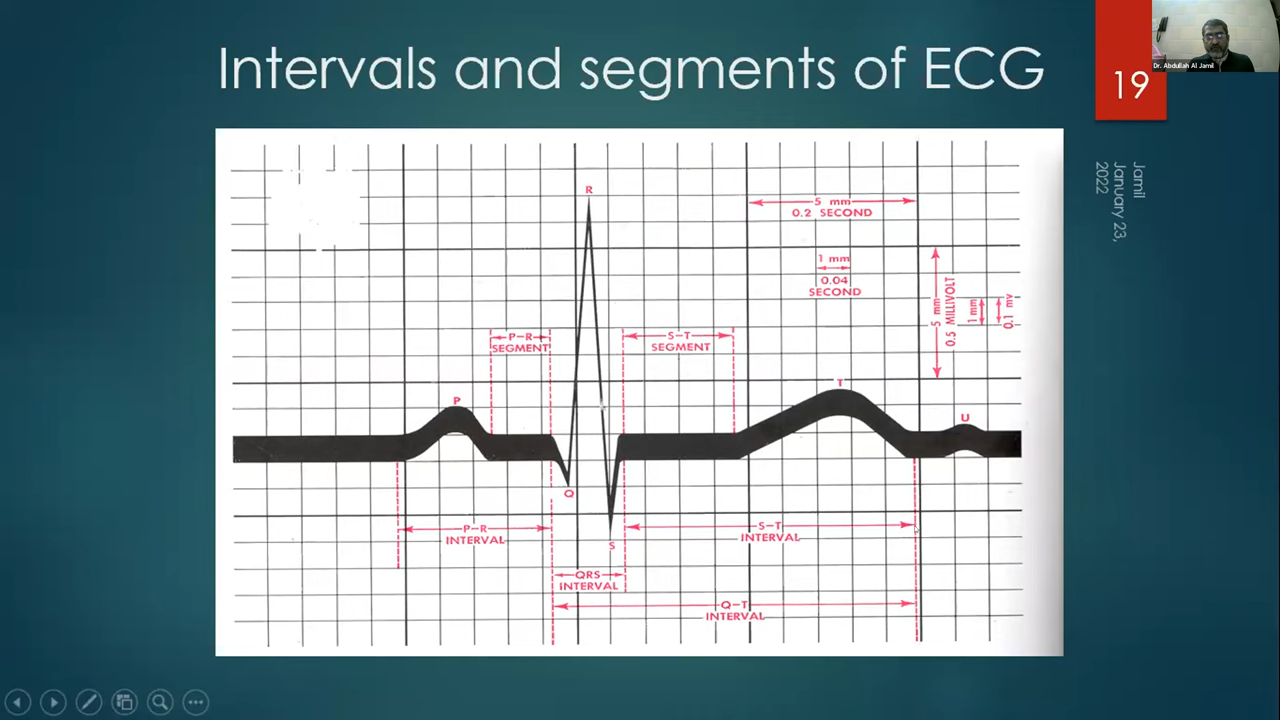 Intervals and segments of ECG
19
Dr. Abdullah Al Jamil
Jamil
January 23,
2022
R
5 mm
0.2 SECOND
1 mm
0.04
SECOND
5 mm
0.5 MILLIVOLT
1 mm
0.1 mv
P-R
SEGMENT
S-T
SEGMENT
P
T
U
Q
S
P-R
INTERVAL
S-T
INTERVAL
QRS
INTERVAL
Q-T
INTERVAL